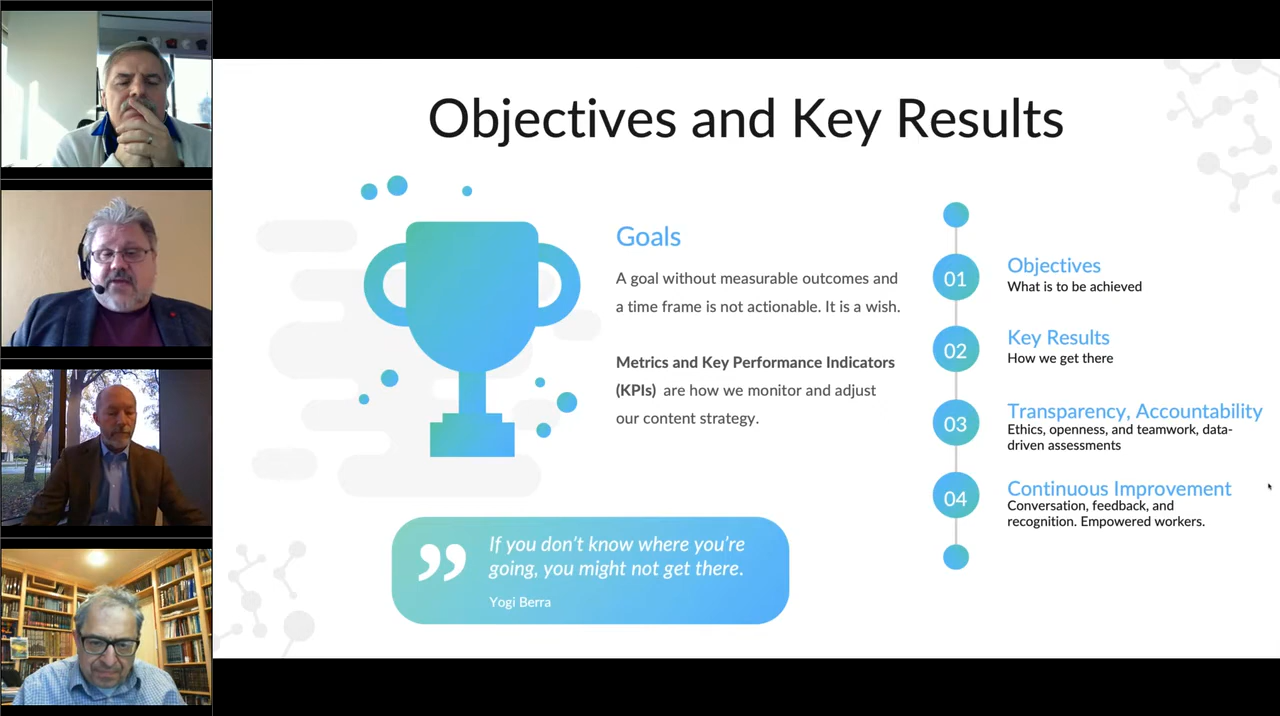 Objectives and Key Results
Goals
A goal without measurable outcomes and
a time frame is not actionable. It is a wish.
Metrics and Key Performance Indicators
(KPIs) are how we monitor and adjust
our content strategy.
If you don't know where you're
going, you might not get there.
Yogi Berra
01
Objectives
What is to be achieved
02
Key Results
How we get there
03
Transparency, Accountability
Ethics, openness, and teamwork, data-
driven assessments
04
Continuous Improvement
Conversation, feedback, and
recognition. Empowered workers.